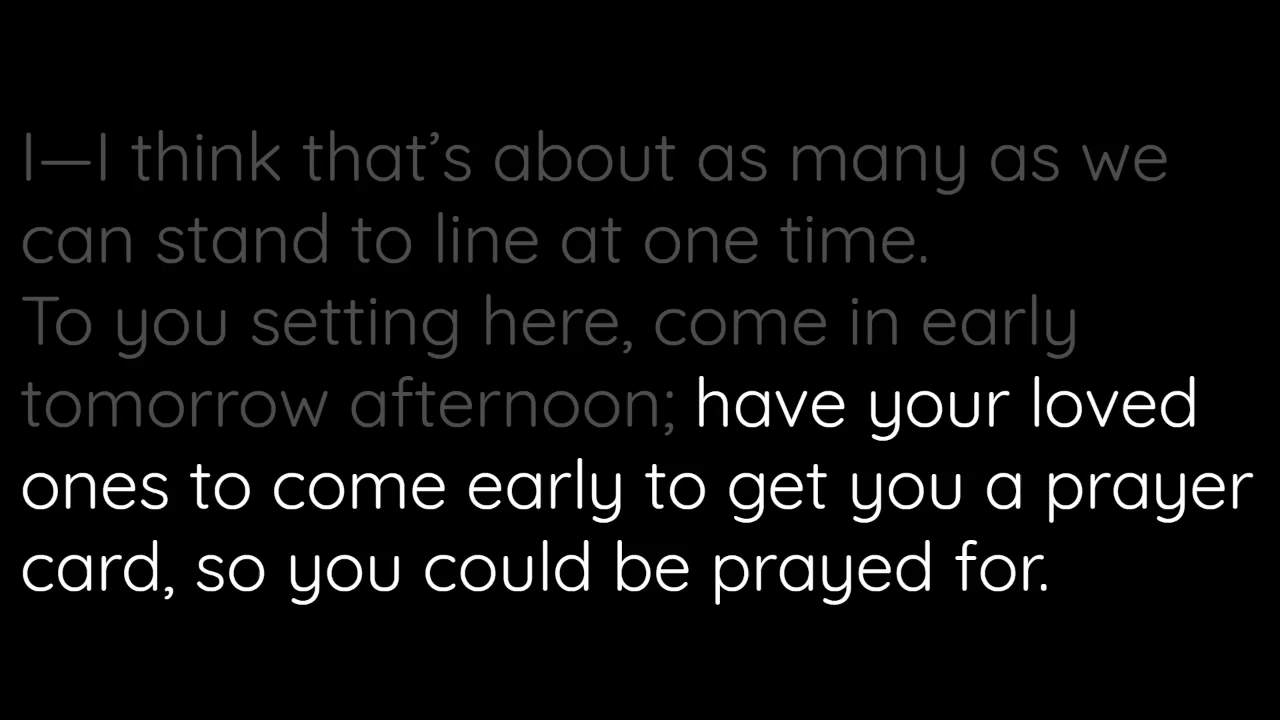 I—I think that’s about as many as we
can stand to line at one time.
To you setting here, come in early
tomorrow afternoon; have your loved
ones to come early to get you a prayer
card, so you could be prayed for.